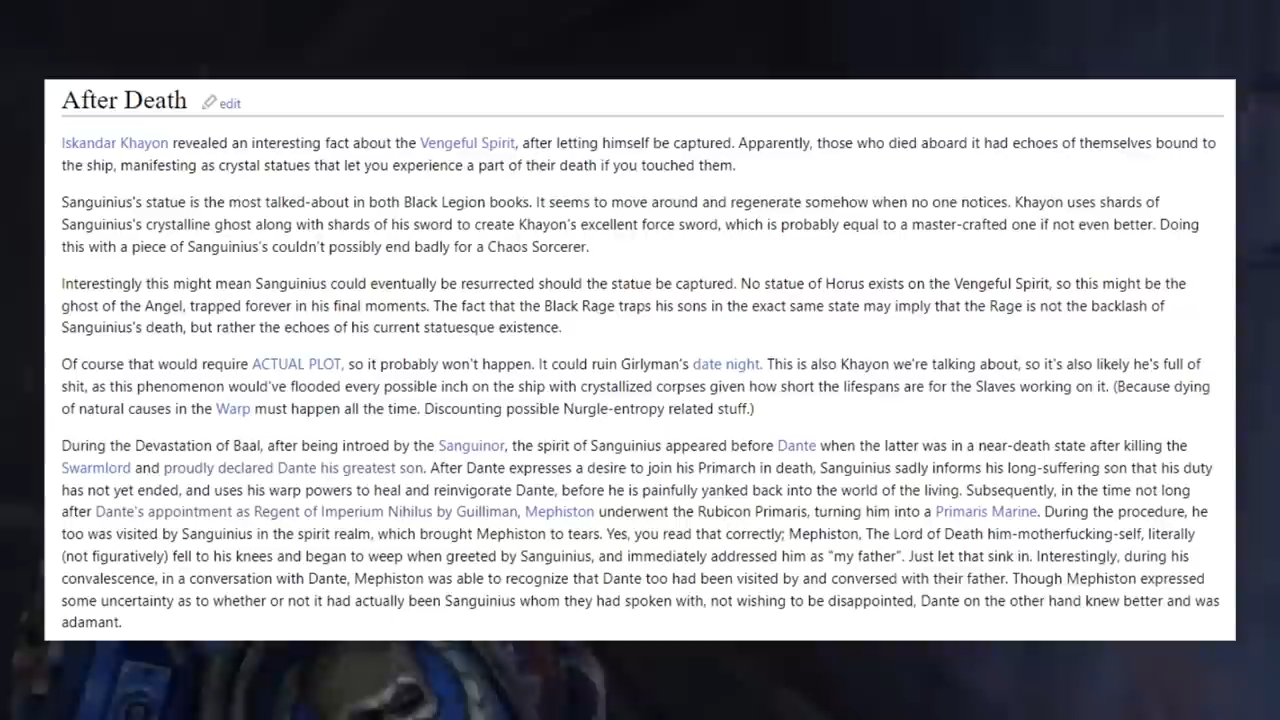 After Death edit
Iskandar Khayon revealed an interesting fact about the Vengeful Spirit, after letting himself be captured. Apparently, those who died aboard it had echoes of themselves bound to
the ship, manifesting as crystal statues that let you experience a part of their death if you touched them.
Sanguinius's statue is the most talked-about in both Black Legion books. It seems to move around and regenerate somehow when no one notices. Khayon uses shards of
Sanguinius's crystalline ghost along with shards of his sword to create Khayon's excellent force sword, which is probably equal to a master-crafted one if not even better. Doing
this with a piece of Sanguinius's couldn't possibly end badly for a Chaos Sorcerer.
Interestingly this might mean Sanguinius could eventually be resurrected should the statue be captured. No statue of Horus exists on the Vengeful Spirit, so this might be the
ghost of the Angel, trapped forever in his final moments. The fact that the Black Rage traps his sons in the exact same state may imply that the Rage is not the backlash of
Sanguinius's death, but rather the echoes of his current statuesque existence.
Of course that would require ACTUAL PLOT, so it probably won't happen. It could ruin Girlyman's date night. This is also Khayon we're talking about, so it's also likely he's full of
shit, as this phenomenon would've flooded every possible inch on the ship with crystallized corpses given how short the lifespans are for the Slaves working on it. (Because dying
of natural causes in the Warp must happen all the time. Discounting possible Nurgle-entropy related stuff.)
During the Devastation of Baal, after being introed by the Sanguinor, the spirit of Sanguinius appeared before Dante when the latter was in a near-death state after killing the
Swarmlord and proudly declared Dante his greatest son. After Dante expresses a desire to join his Primarch in death, Sanguinius sadly informs his long-suffering son that his duty
has not yet ended, and uses his warp powers to heal and reinvigorate Dante, before he is painfully yanked back into the world of the living. Subsequently, in the time not long
after Dante's appointment as Regent of Imperium Nihilus by Guilliman, Mephiston underwent the Rubicon Primaris, turning him into a Primaris Marine. During the procedure, he
too was visited by Sanguinius in the spirit realm, which brought Mephiston to tears. Yes, you read that correctly; Mephiston, The Lord of Death him-motherfucking-self, literally
(not figuratively) fell to his knees and began to weep when greeted by Sanguinius, and immediately addressed him as "my father". Just let that sink in. Interestingly, during his
convalescence, in a conversation with Dante, Mephiston was able to recognize that Dante too had been visited by and conversed with their father. Though Mephiston expressed
some uncertainty as to whether or not it had actually been Sanguinius whom they had spoken with, not wishing to be disappointed, Dante on the other hand knew better and was
adamant.